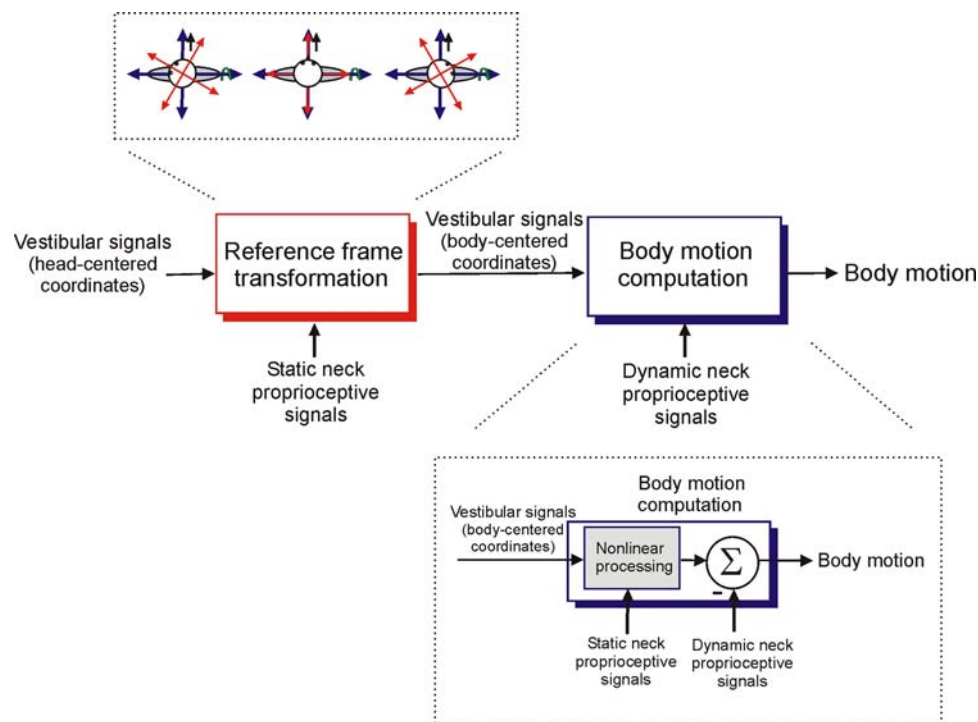 Vestibular signals
(head-centered
coordinates)
Reference frame
transformation
Static neck
proprioceptive
signals
Vestibular signals
(body-centered
coordinates)
Body motion
computation
Dynamic neck
proprioceptive
signals
Body motion
Body motion
computation
Vestibular signals
(body-centered
coordinates)
Nonlinear
processing
Σ
-
Body motion
Static neck
proprioceptive
signals
Dynamic neck
proprioceptive
signals